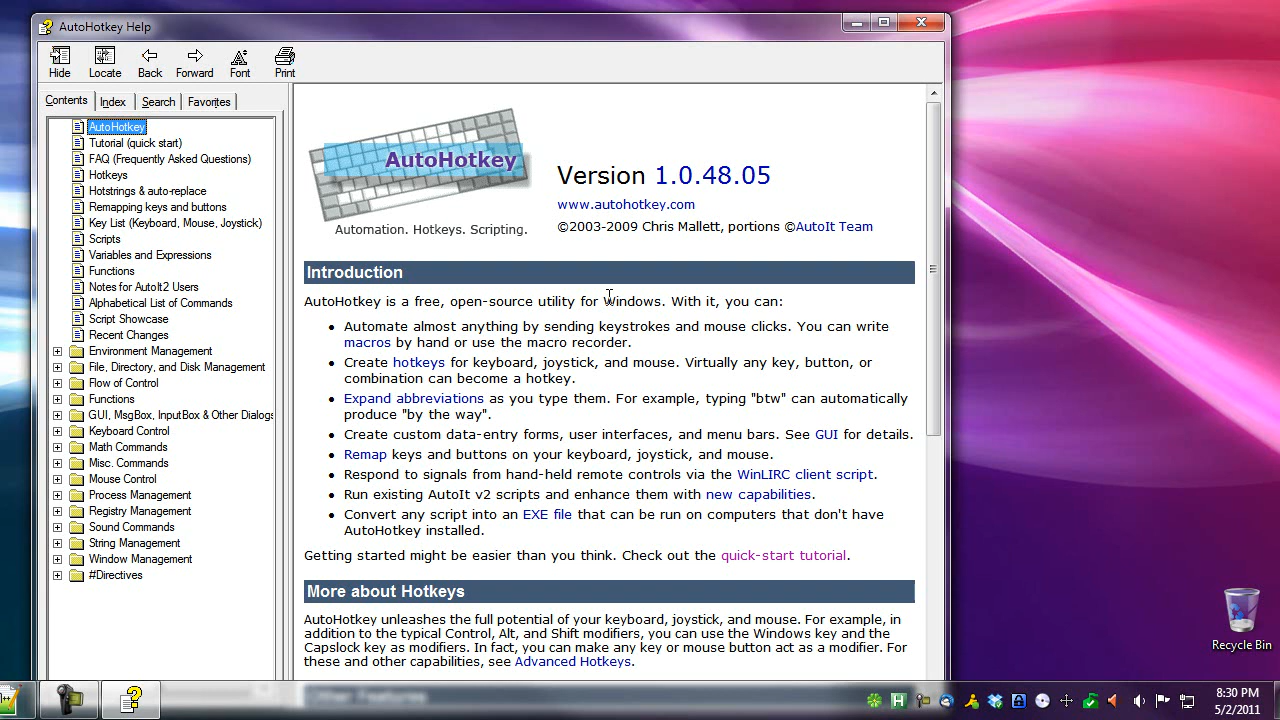 AutoHotkey Help
Hide
Locate
Back
Forward
Font
Print
Contents
Index
Search
Favorites
AutoHotkey
Tutorial (quick start)
FAQ (Frequently Asked Questions)
Hotkeys
Hotstrings & auto-replace
Remapping keys and buttons
Key List (Keyboard, Mouse, Joystick)
Scripts
Variables and Expressions
Functions
Notes for AutoIt2 Users
Alphabetical List of Commands
Script Showcase
Recent Changes
Environment Management
File, Directory, and Disk Management
Flow of Control
Functions
GUI, MsgBox, InputBox & Other Dialogs
Keyboard Control
Math Commands
Misc. Commands
Mouse Control
Process Management
Registry Management
Sound Commands
String Management
Window Management
#Directives
AutoHotkey
Automation. Hotkeys. Scripting.
Version 1.0.48.05
www.autohotkey.com
©2003-2009 Chris Mallett, portions ©AutoIt Team
Introduction
AutoHotkey is a free, open-source utility for Windows. With it, you can:
• Automate almost anything by sending keystrokes and mouse clicks. You can write
macros by hand or use the macro recorder.
• Create hotkeys for keyboard, joystick, and mouse. Virtually any key, button, or
combination can become a hotkey.
• Expand abbreviations as you type them. For example, typing "btw" can automatically
produce "by the way".
• Create custom data-entry forms, user interfaces, and menu bars. See GUI for details.
• Remap keys and buttons on your keyboard, joystick, and mouse.
• Respond to signals from hand-held remote controls via the WinLIRC client script.
• Run existing AutoIt v2 scripts and enhance them with new capabilities.
• Convert any script into an EXE file that can be run on computers that don't have
AutoHotkey installed.
Getting started might be easier than you think. Check out the quick-start tutorial.
More about Hotkeys
AutoHotkey unleashes the full potential of your keyboard, joystick, and mouse. For example, in
addition to the typical Control, Alt, and Shift modifiers, you can use the Windows key and the
Capslock key as modifiers. In fact, you can make any key or mouse button act as a modifier. For
these and other capabilities, see Advanced Hotkeys.
Other Features
Recycle Bin
H
8:30 PM
5/2/2011